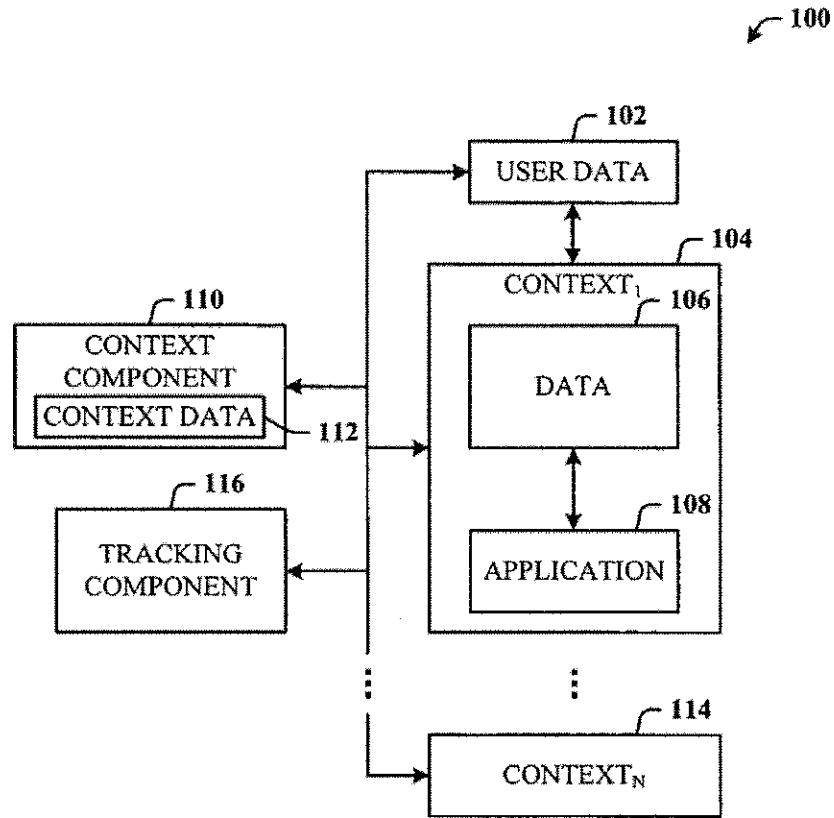 100
102
USER DATA
104
CONTEXT1
106
DATA
108
APPLICATION
110
CONTEXT
COMPONENT
CONTEXT DATA
112
116
TRACKING
COMPONENT
114
CONTEXTN